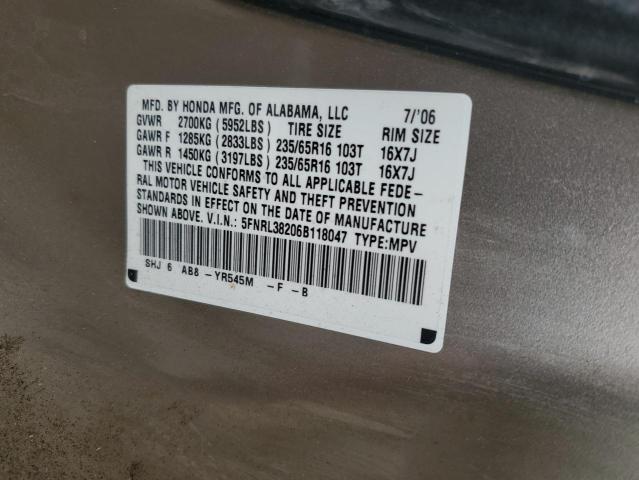 MFD. BY HONDA MFG. OF ALABAMA, LLC 7/'06
GVWR 2700KG (5952LBS) TIRE SIZE RIM SIZE
GAWR F 1285KG (2833LBS) 235/65R16 103T 16X7J
GAWR R 1450KG (3197LBS) 235/65R16 103T 16X7J
THIS VEHICLE CONFORMS TO ALL APPLICABLE FEDE-
RAL MOTOR VEHICLE SAFETY AND THEFT PREVENTION
STANDARDS IN EFFECT ON THE DATE OF MANUFACTURE
SHOWN ABOVE. V.I.N.: 5FNRL38206B118047 TYPE:MPV
SHJ 6 AB8 -YR545M -F -B